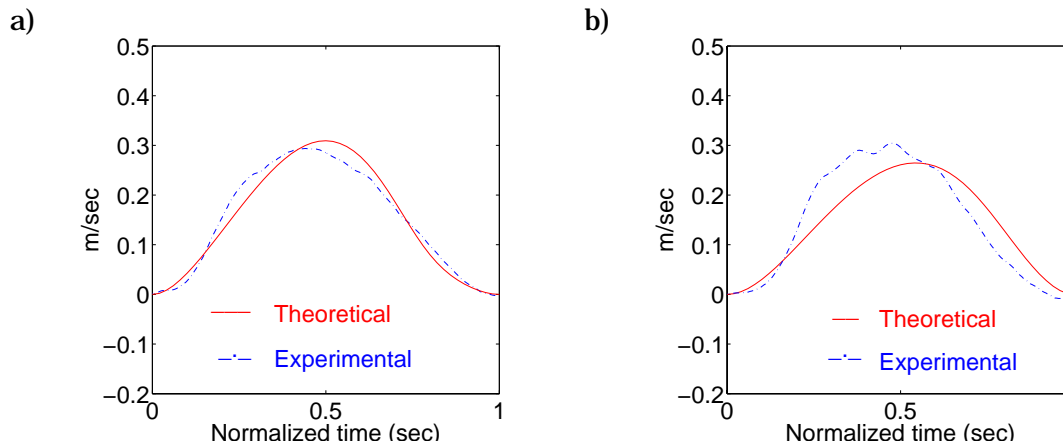 a)
0.5
0.4
0.3
0.2
0.1
0
−0.1
−0.2
m/sec
Theoretical
Experimental
0
0.5
1
Normalized time (sec)
b)
0.5
0.4
0.3
0.2
0.1
0
−0.1
−0.2
m/sec
Theoretical
Experimental
0
0.5
Normalized time (sec)